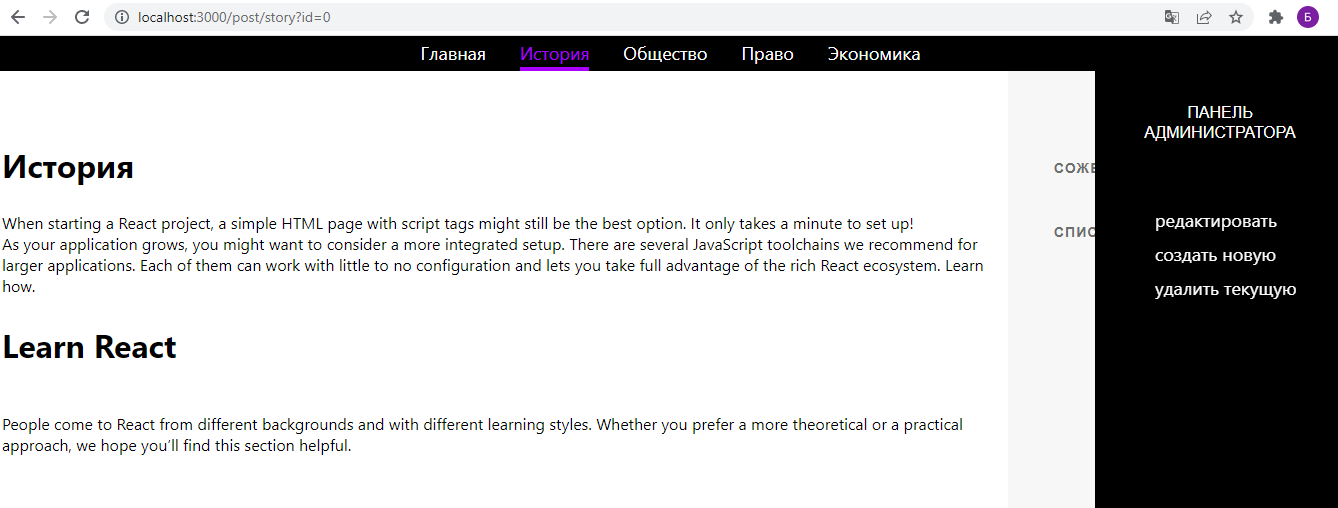 localhost:3000/post/story?id=0
Б
Главная История Общество Право Экономика
ПАНЕЛЬ
АДМИНИСТРАТОРА
История
СОЖЕ
When starting a React project, a simple HTML page with script tags might still be the best option. It only takes a minute to set up!
As your application grows, you might want to consider a more integrated setup. There are several JavaScript toolchains we recommend for
larger applications. Each of them can work with little to no configuration and lets you take full advantage of the rich React ecosystem. Learn
how.
СПИС
редактировать
создать новую
удалить текущую
Learn React
People come to React from different backgrounds and with different learning styles. Whether you prefer a more theoretical or a practical
approach, we hope you’ll find this section helpful.